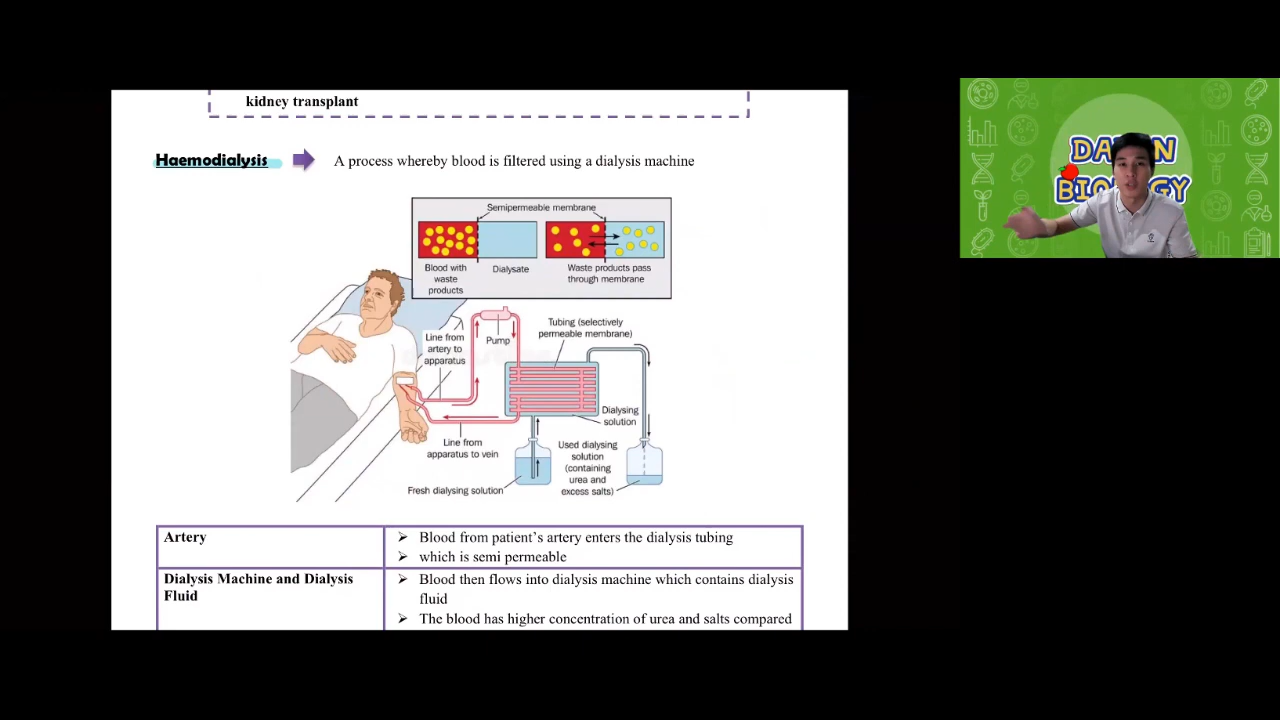 kidney transplant
Haemodialysis
A process whereby blood is filtered using a dialysis machine
Semipermeable membrane
Blood with
waste
products
Dialysate
Waste products pass
through membrane
Line from
artery to
apparatus
Pump
Tubing (selectively
permeable membrane)
Dialysing
solution
Line from
apparatus to vein
Used dialysing
solution
(containing
urea and
excess salts)
Fresh dialysing solution
Artery
➢ Blood from patient's artery enters the dialysis tubing
➢ which is semi permeable
Dialysis Machine and Dialysis
Fluid
➢ Blood then flows into dialysis machine which contains dialysis
fluid
➢ The blood has higher concentration of urea and salts compared